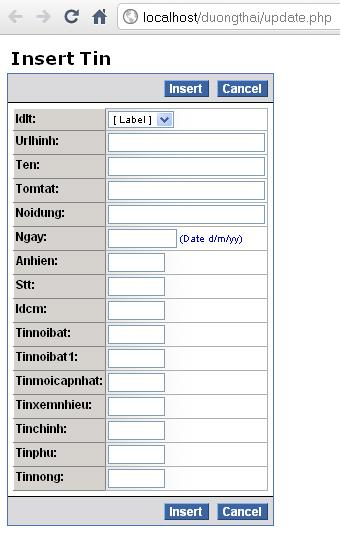 localhost/duongthai/update.php
Insert Tin
Insert Cancel
Idlt: [ Label ]
Urlhinh:
Ten:
Tomtat:
Noidung:
Ngay: (Date d/m/yy)
Anhien:
Stt:
Idcm:
Tinnoibat:
Tinnoibat1:
Tinmoicapnhat:
Tinxemnhieu:
Tinchinh:
Tinphu:
Tinnong:
Insert Cancel